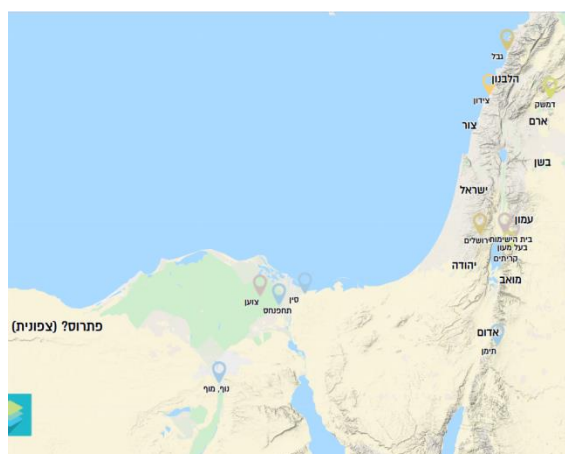 גבל
הלבנון
צידון
דמשק
ארם
צור
בשן
ישראל
עמון
ירושלים
בית הישימות
בעל מעון
קריתים
יהודה
מואב
סין
תחפנחס
צוען
פתרוס? (צפונית)
אדום
תימן
נוף, מוף